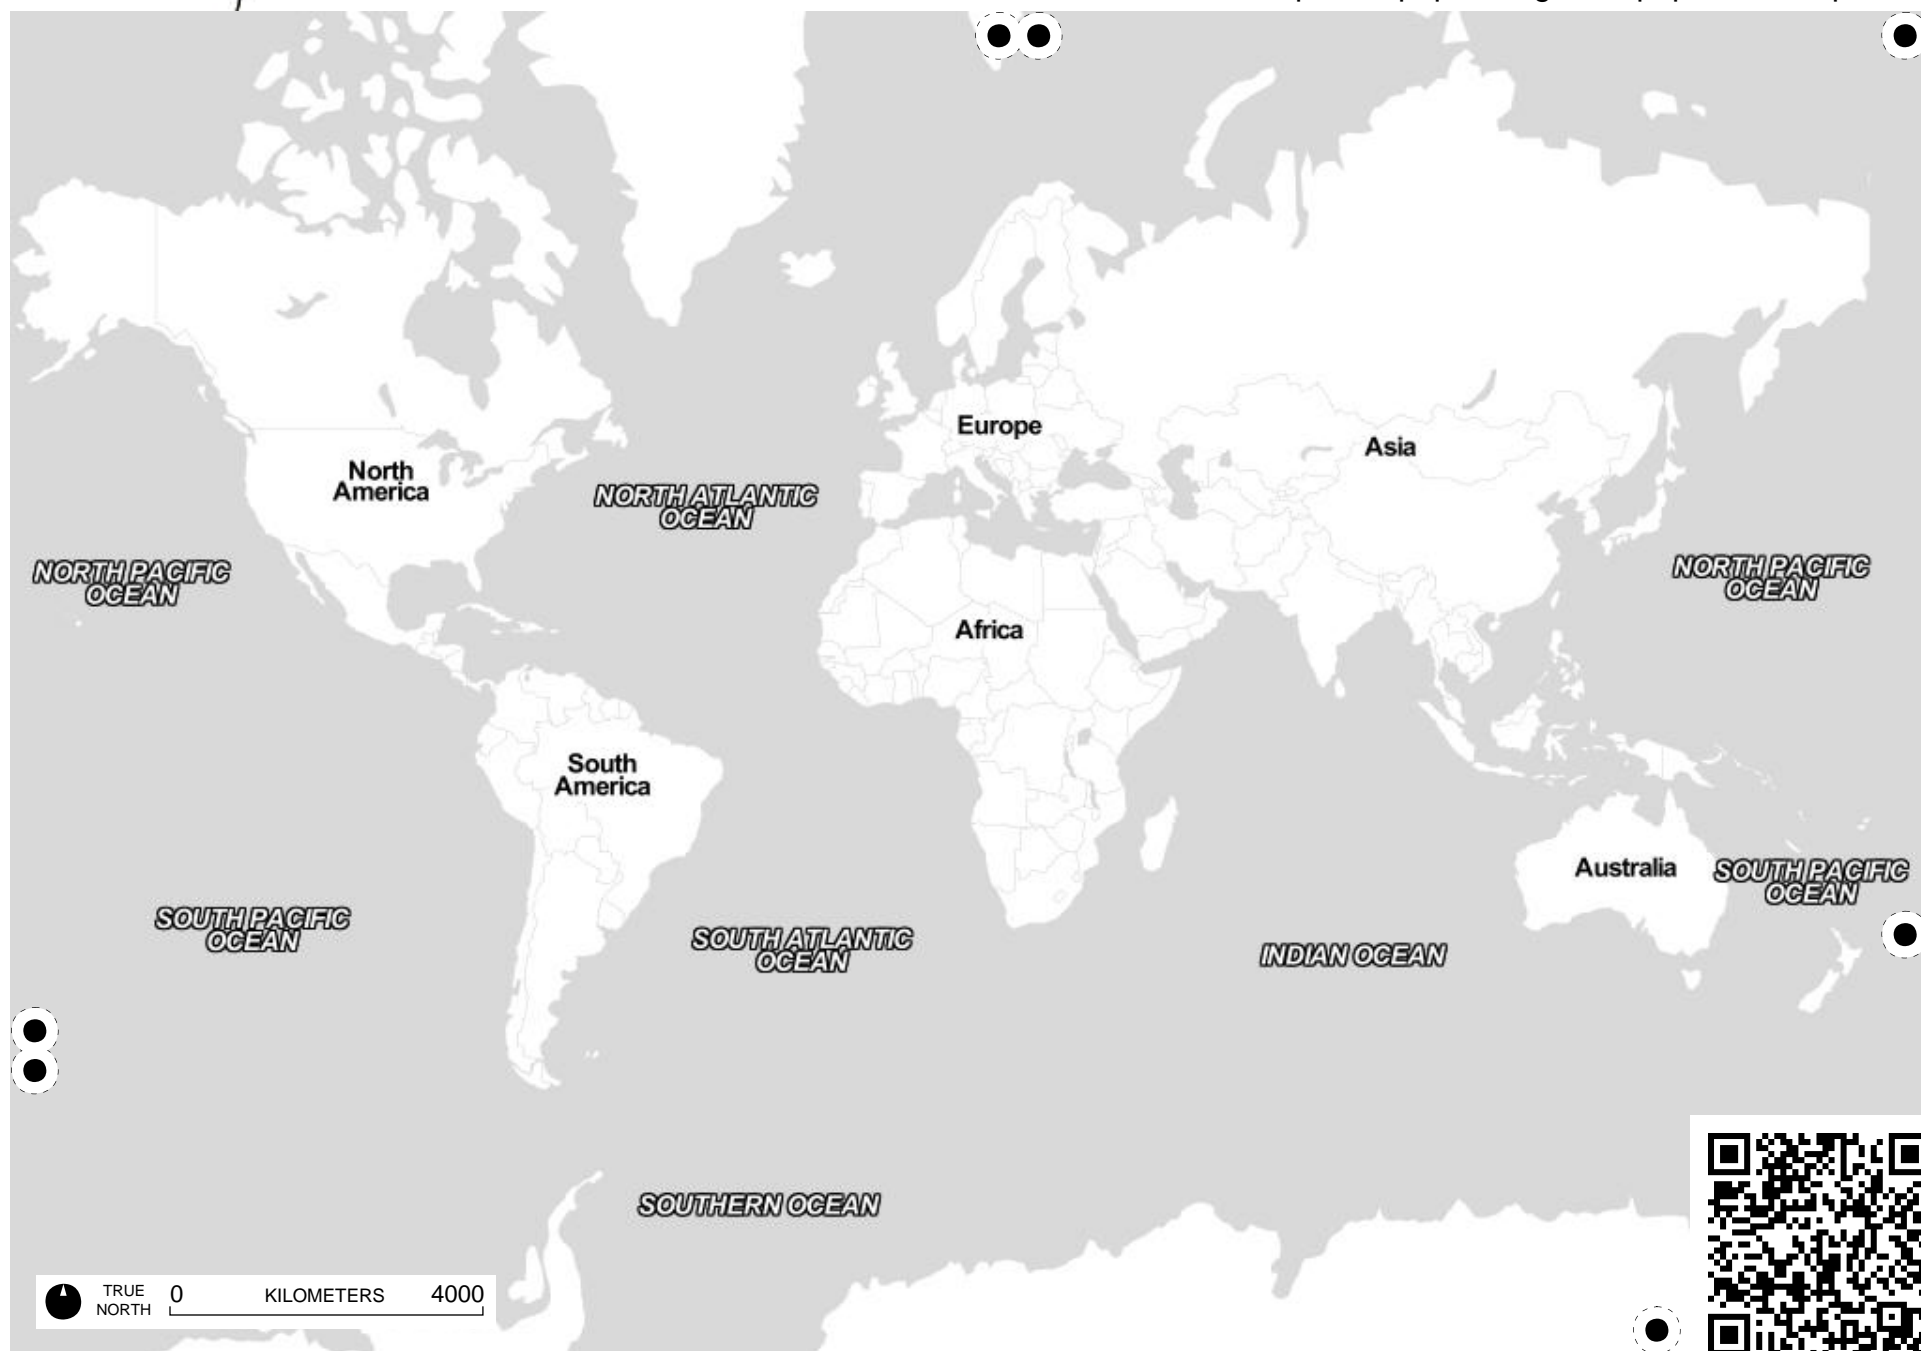 Europe
Asia
North
America
NORTH ATLANTIC
OCEAN
NORTH PACIFIC
OCEAN
NORTH PACIFIC
OCEAN
Africa
South
America
Australia
SOUTH PACIFIC
OCEAN
SOUTH PACIFIC
OCEAN
SOUTH ATLANTIC
OCEAN
INDIAN OCEAN
SOUTHERN OCEAN
TRUE
NORTH
0 KILOMETERS 4000